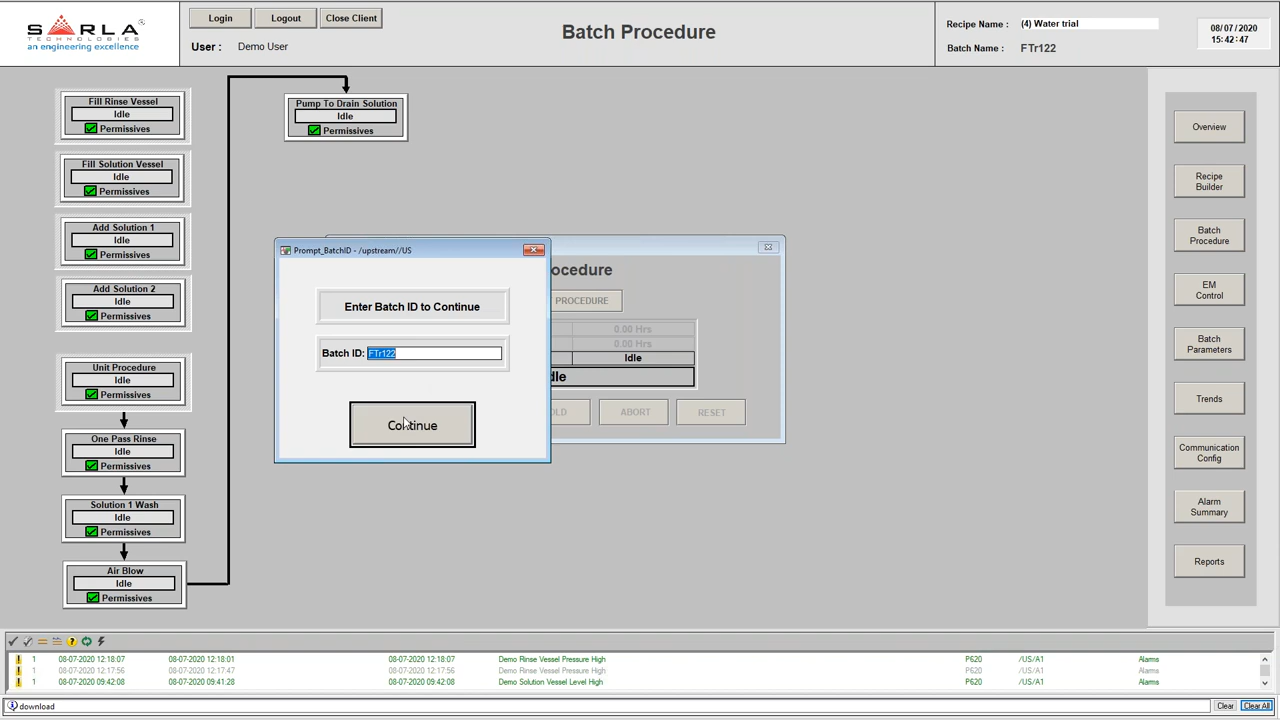 SARLA
TECHNOLOGIES
an engineering excellence
Login
Logout
Close Client
User :
Demo User
Batch Procedure
Recipe Name :
(4) Water trial
Batch Name :
FTr122
08/07/2020
15:42:47
Fill Rinse Vessel
Idle
Permissives
Fill Solution Vessel
Idle
Permissives
Add Solution 1
Idle
Permissives
Add Solution 2
Idle
Permissives
Unit Procedure
Idle
Permissives
One Pass Rinse
Idle
Permissives
Solution 1 Wash
Idle
Permissives
Air Blow
Idle
Permissives
Pump To Drain Solution
Idle
Permissives
Prompt_BatchID - /upstream//US
Enter Batch ID to Continue
Batch ID: FTr122
Continue
ocedure
PROCEDURE
0.00 Hrs
0.00 Hrs
Idle
dle
OLD
ABORT
RESET
Overview
Recipe
Builder
Batch
Procedure
EM
Control
Batch
Parameters
Trends
Communication
Config
Alarm
Summary
Reports
1 08-07-2020 12:18:07 08-07-2020 12:18:01 08-07-2020 12:18:07 Demo Rinse Vessel Pressure High P620 /US/A1 Alarms
1 08-07-2020 12:17:56 08-07-2020 12:17:47 08-07-2020 12:17:56 Demo Rinse Vessel Pressure High P620 /US/A1 Alarms
1 08-07-2020 09:42:08 08-07-2020 09:41:28 08-07-2020 09:42:08 Demo Solution Vessel Level High P620 /US/A1 Alarms
download
Clear
Clear All